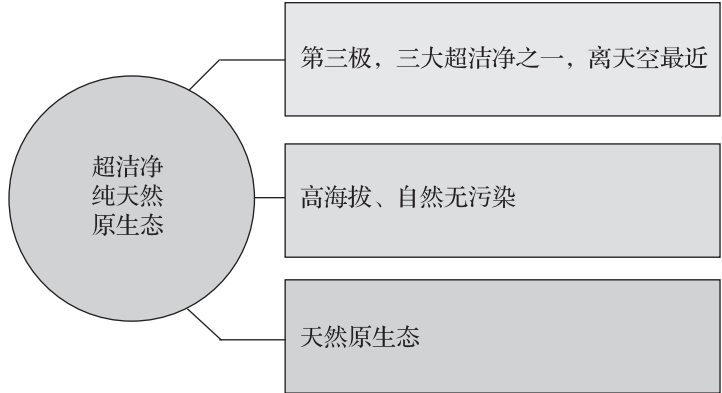 超洁净
纯天然
原生态
第三极，三大超洁净之一，离天空最近
高海拔、自然无污染
天然原生态